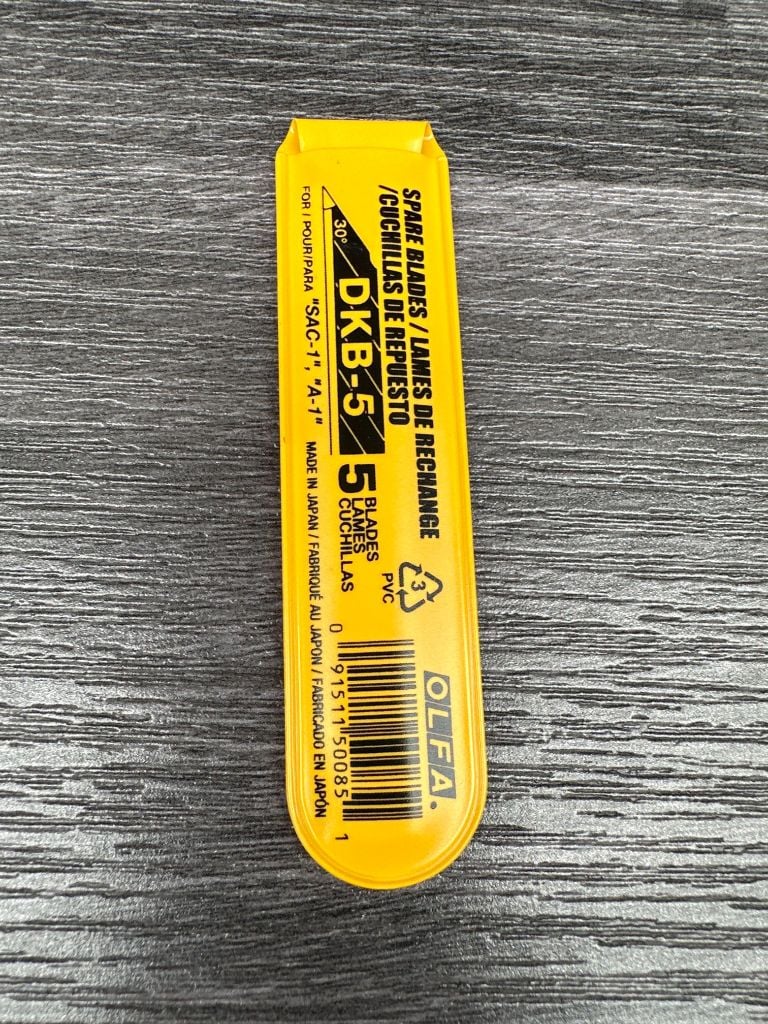 SPARE BLADES / LAMES DE RECHANGE
/CUCHILLAS DE REPUESTO
30°
DKB-5
FOR / POUR/PARA "SAC-1", "A-1"
5
BLADES
LAMES
CUCHILLAS
MADE IN JAPAN / FABRIQUÉ AU JAPON / FABRICADO EN JAPÓN
3
PVC
OLFA.
0 91511 50085 1